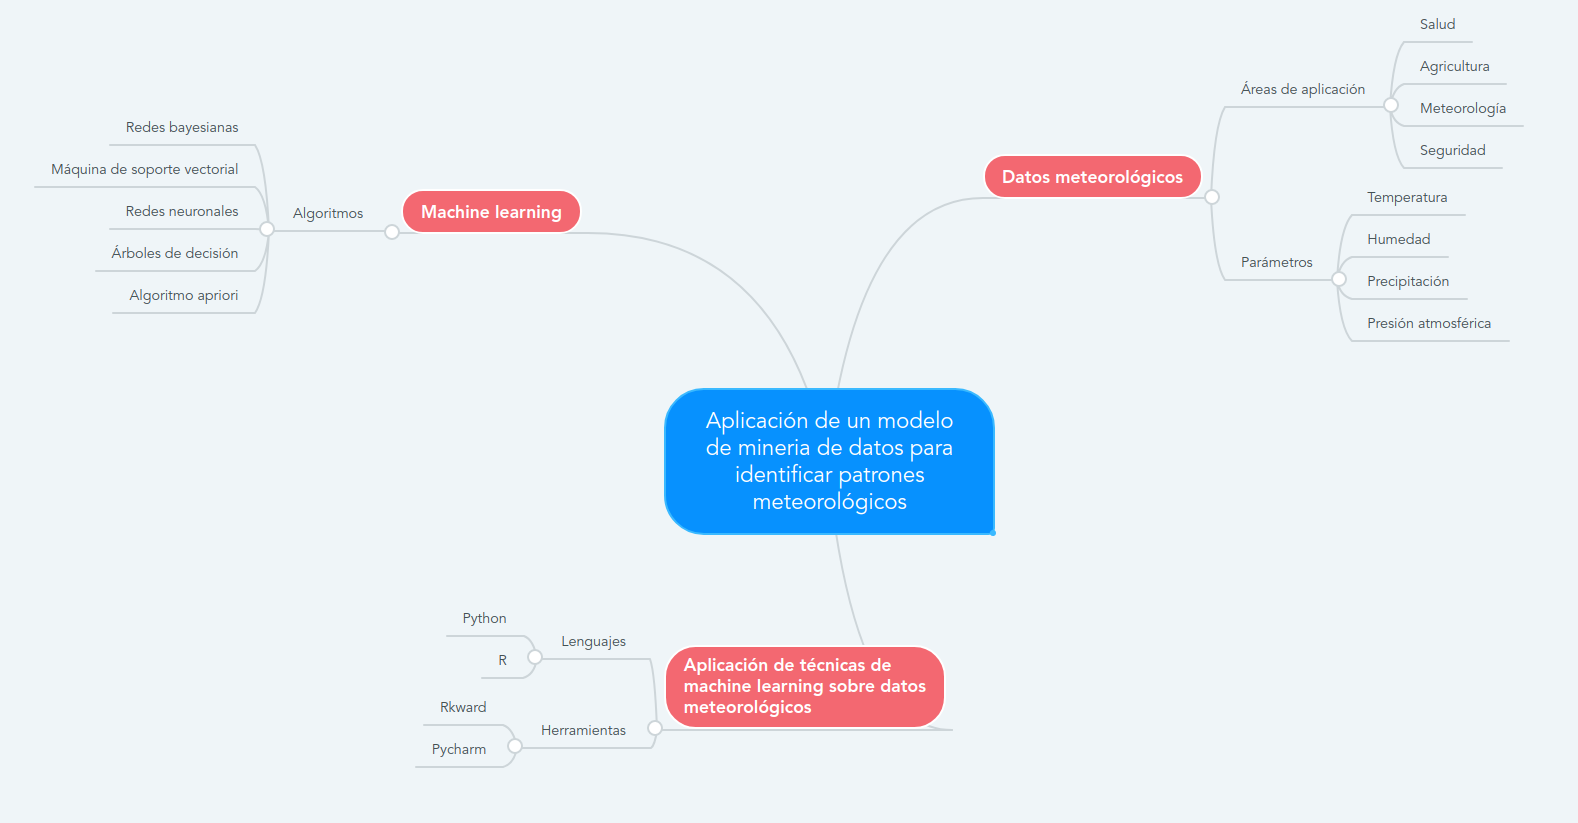 Aplicación de un modelo
de mineria de datos para
identificar patrones
meteorológicos
Machine learning
Algoritmos
Redes bayesianas
Máquina de soporte vectorial
Redes neuronales
Árboles de decisión
Algoritmo apriori
Datos meteorológicos
Áreas de aplicación
Salud
Agricultura
Meteorología
Seguridad
Parámetros
Temperatura
Humedad
Precipitación
Presión atmosférica
Aplicación de técnicas de
machine learning sobre datos
meteorológicos
Lenguajes
Python
R
Herramientas
Rkward
Pycharm